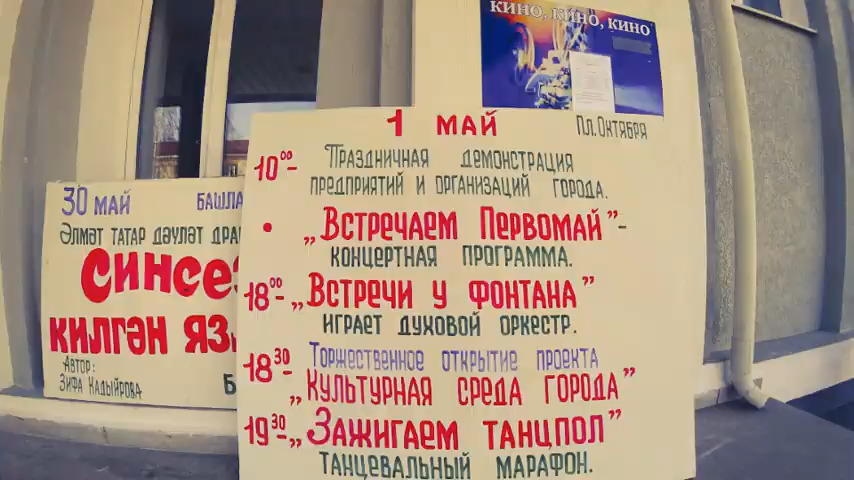 КИНО, КИНО, КИНО
1 МАЙ
Пл. Октября
10⁰⁰- Праздничная демонстрация
предприятий и организаций города.
• „Встречаем Первомай”-
концертная программа.
18⁰⁰- „Встречи у фонтана”
играет духовой оркестр.
18³⁰- Торжественное открытие проекта
„Культурная среда города”
19³⁰- „Зажигаем танцпол”
танцевальный марафон.
30 май
Әлмәт татар дәүләт
килгән
Автор:
Зифа Кадыйрова